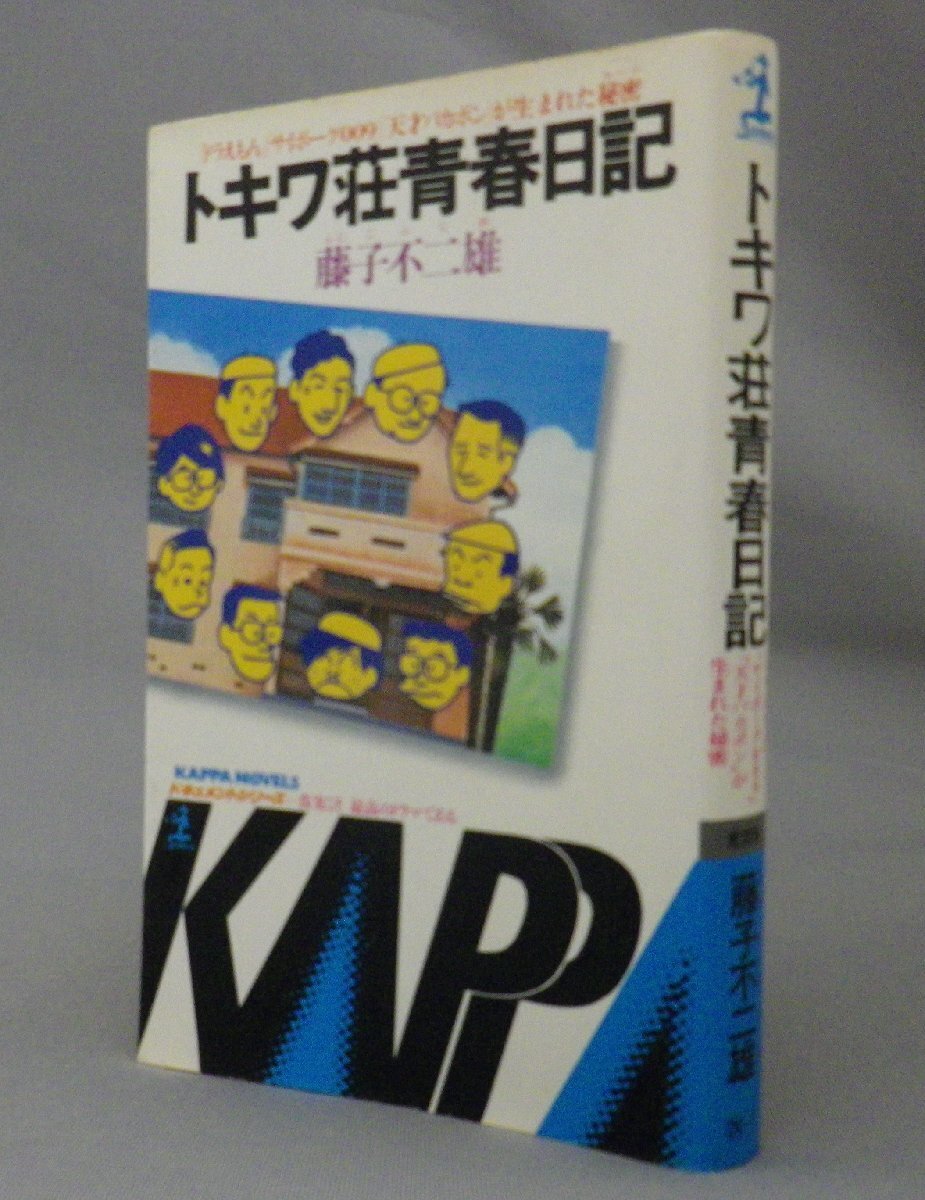 「ドラえもん」「サイボーグ009」「天才バカボン」が生まれた秘密
トキワ荘青春日記
藤子不二雄
KAPPA NOVELS
KAPPA
トキワ荘青春日記
生まれた秘密
藤子不二雄